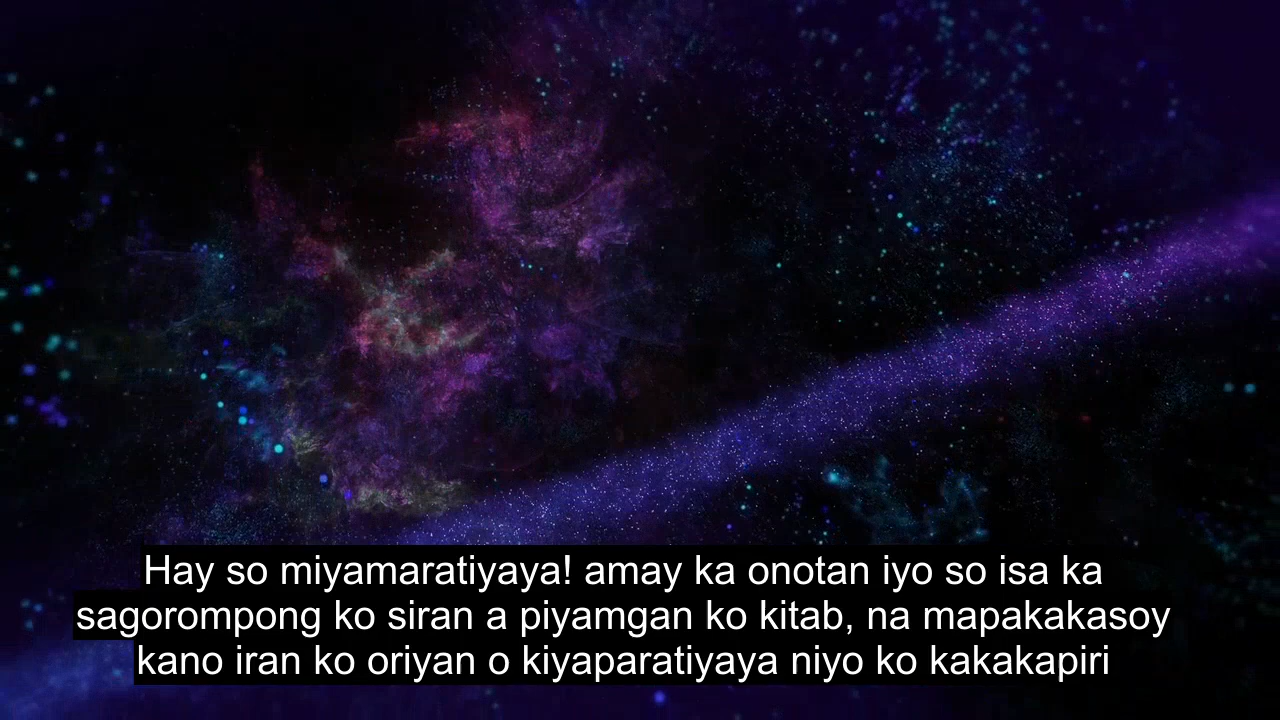 Hay so miyamaratiyaya! amay ka onotan iyo so isa ka
sagorompong ko siran a piyamgan ko kitab, na mapakakasoy
kano iran ko oriyan o kiyaparatiyaya niyo ko kakakapiri